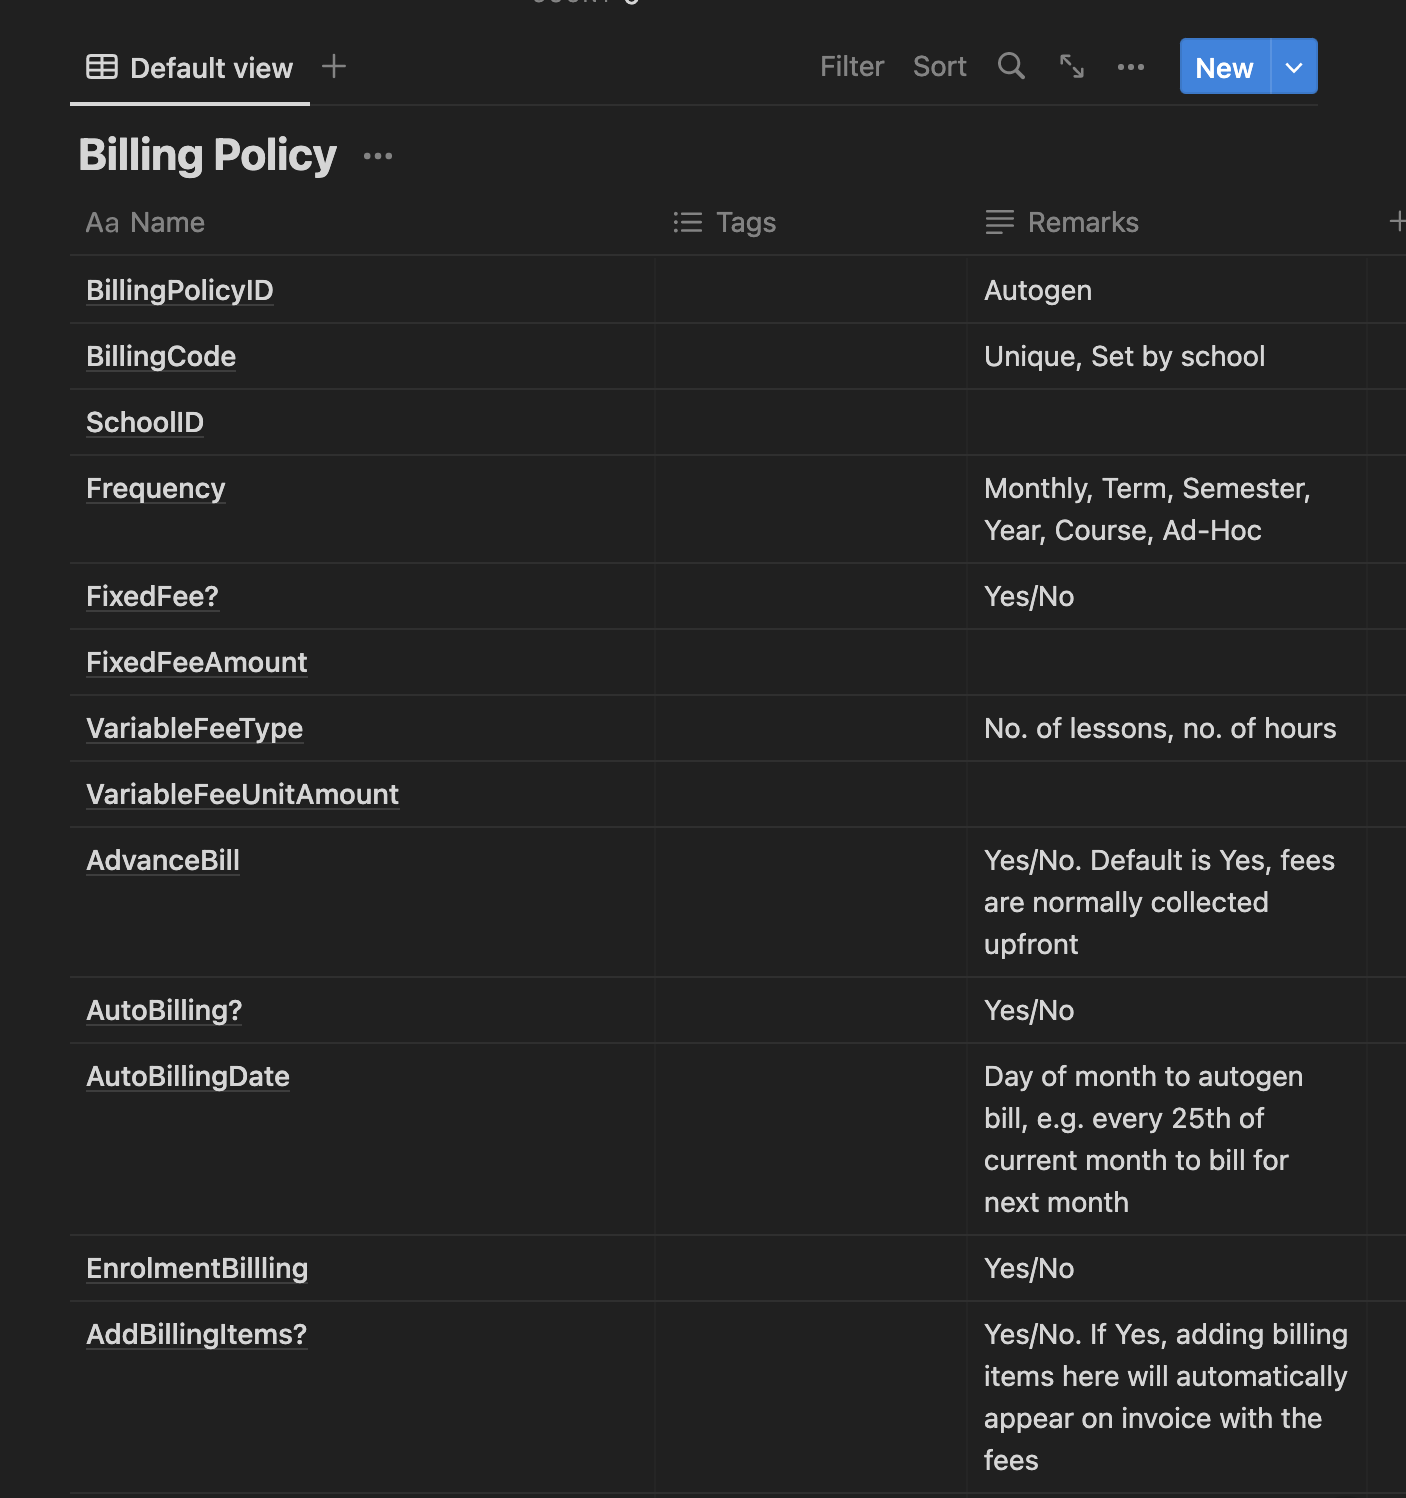 Default view
Filter Sort
New
Billing Policy
Aa Name Tags Remarks
BillingPolicyID Autogen
BillingCode Unique, Set by school
SchoolID
Frequency Monthly, Term, Semester,
Year, Course, Ad-Hoc
FixedFee? Yes/No
FixedFeeAmount
VariableFeeType No. of lessons, no. of hours
VariableFeeUnitAmount
AdvanceBill Yes/No. Default is Yes, fees
are normally collected
upfront
AutoBilling? Yes/No
AutoBillingDate Day of month to autogen
bill, e.g. every 25th of
current month to bill for
next month
EnrolmentBillling Yes/No
AddBillingItems? Yes/No. If Yes, adding billing
items here will automatically
appear on invoice with the
fees